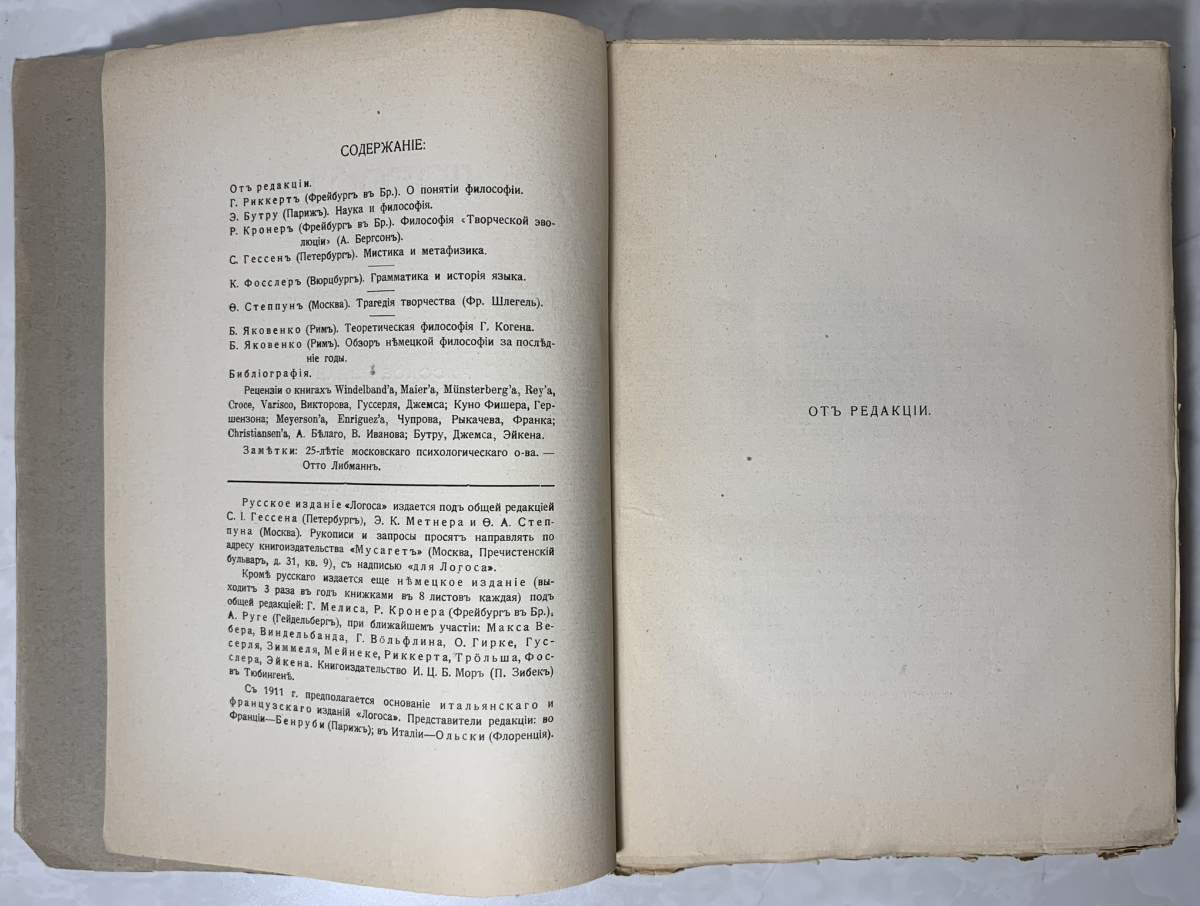 СОДЕРЖАНІЕ:
Отъ редакціи.
Г. Риккертъ (Фрейбургъ въ Бр.). О понятіи философіи.
Э. Бутру (Парижъ). Наука и философія.
Р. Кронеръ (Фрейбургъ въ Бр.). Философія «Творческой эво-
люціи» (А. Бергсонъ).
С. Гессенъ (Петербургъ). Мистика и метафизика.
К. Фосслеръ (Вюрцбургъ). Грамматика и исторія языка.
Ѳ. Степпунъ (Москва). Трагедія творчества (Фр. Шлегель).
Б. Яковенко (Римъ). Теоретическая философія Г. Когена.
Б. Яковенко (Римъ). Обзоръ нѣмецкой философіи за послѣд-
ніе годы.
Библіографія.
Рецензіи о книгахъ Windelband'a, Maier'a, Münsterberg'a, Rey'a,
Croce, Varisco, Викторова, Гуссерля, Джемса; Куно Фишера, Гер-
шензона; Meyerson'a, Enriguez'a, Чупрова, Рыкачева, Франка;
Christiansen'a, А. Бѣлаго, В. Иванова; Бутру, Джемса, Эйкена.
Замѣтки: 25-лѣтіе московскаго психологическаго о-ва. —
Отто Либманнъ.
Русское изданіе «Логоса» издается подъ общей редакціей
С. І. Гессена (Петербургъ), Э. К. Метнера и Ѳ. А. Степ-
пуна (Москва). Рукописи и запросы просятъ направлять по
адресу книгоиздательства «Мусагетъ» (Москва, Пречистенскій
бульваръ, д. 31, кв. 9), съ надписью «для Логоса».
Кромѣ русскаго издается еще нѣмецкое изданіе (вы-
ходитъ 3 раза въ годъ книжками въ 8 листовъ каждая) подъ
общей редакціей: Г. Мелиса, Р. Кронера (Фрейбургъ въ Бр.),
А. Руге (Гейдельбергъ), при ближайшемъ участіи: Макса Ве-
бера, Виндельбанда, Г. Вöльфлина, О. Гирке, Гус-
серля, Зиммеля, Мейнеке, Риккерта, Трöльша, Фос-
слера, Эйкена. Книгоиздательство И. Ц. Б. Моръ (П. Зибекъ)
въ Тюбингенѣ.
Съ 1911 г. предполагается основаніе итальянскаго и
французскаго изданій «Логоса». Представители редакціи: во
Франціи—Бенруби (Парижъ); въ Италіи—Ольски (Флоренція).
ОТЪ РЕДАКЦІИ.